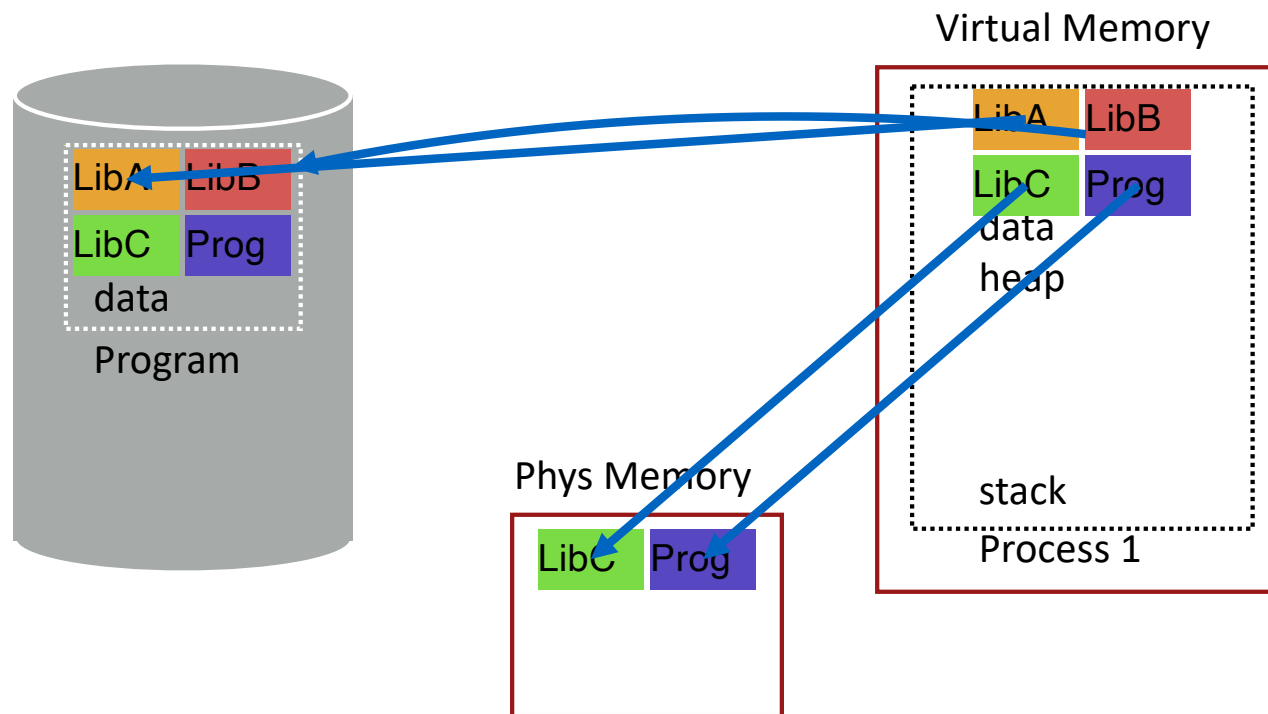 Virtual Memory
LibA LibB
LibC Prog
data
heap
stack
Process 1
LibA LibB
LibC Prog
data
Program
Phys Memory
LibC Prog